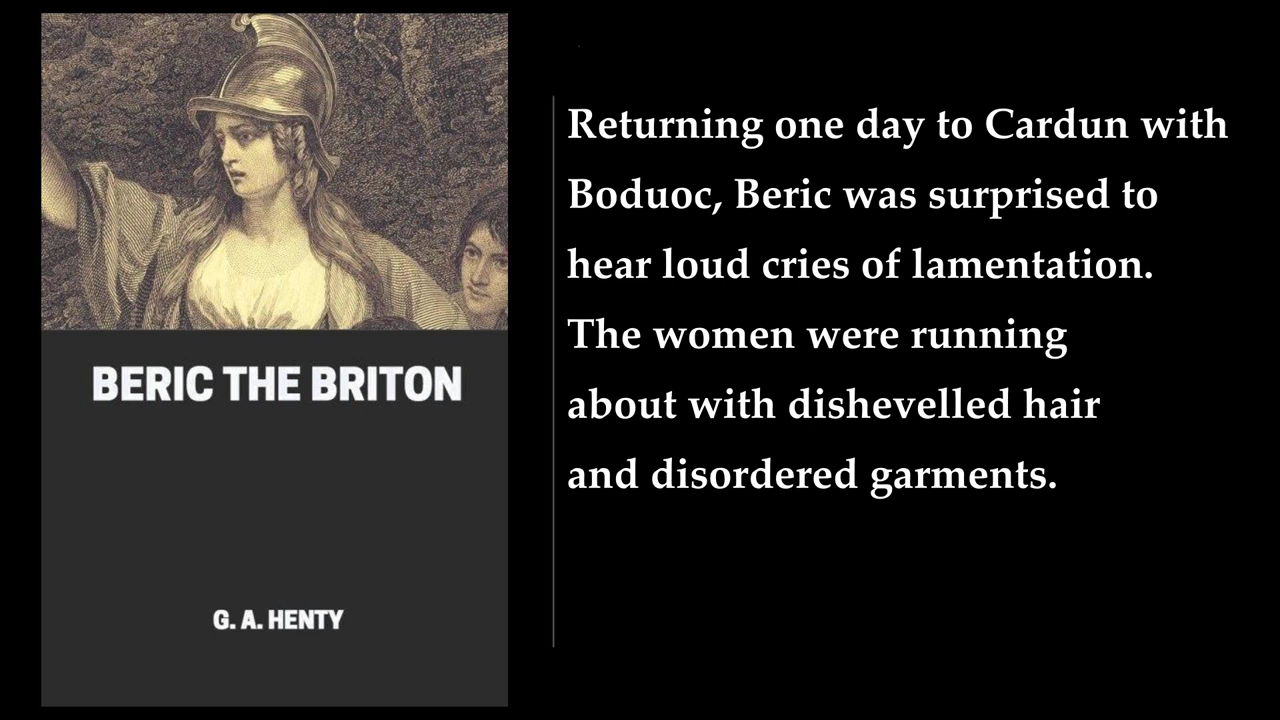 BERIC THE BRITON
G. A. HENTY
Returning one day to Cardun with
Boduoc, Beric was surprised to
hear loud cries of lamentation.
The women were running
about with dishevelled hair
and disordered garments.